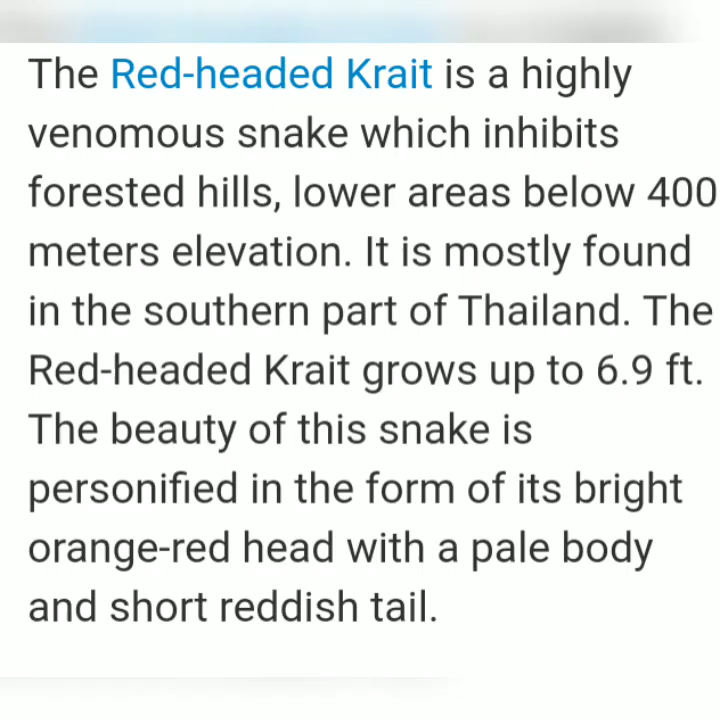 The Red-headed Krait is a highly
venomous snake which inhibits
forested hills, lower areas below 400
meters elevation. It is mostly found
in the southern part of Thailand. The
Red-headed Krait grows up to 6.9 ft.
The beauty of this snake is
personified in the form of its bright
orange-red head with a pale body
and short reddish tail.